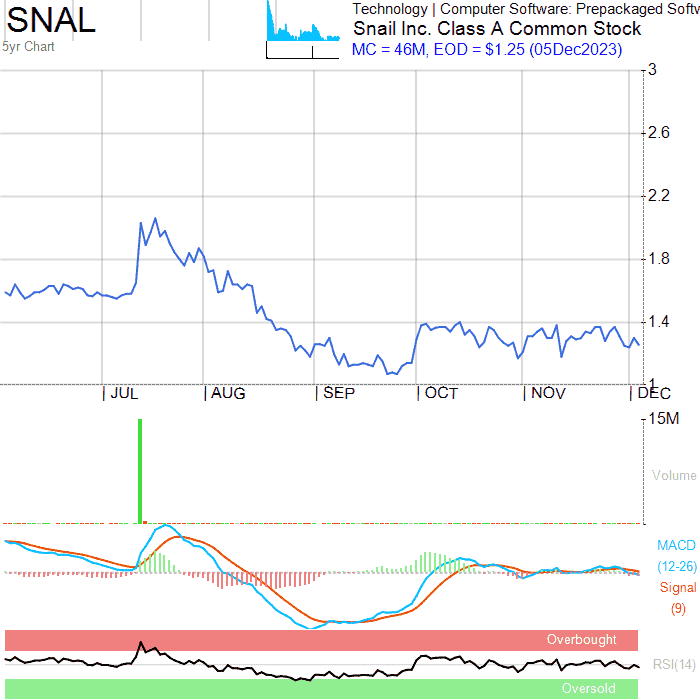 SNAL
5yr Chart
Technology | Computer Software: Prepackaged Softw
Snail Inc. Class A Common Stock
MC = 46M, EOD = $1.25 (05Dec2023)
3
2.6
2.2
1.8
1.4
1
| JUL | AUG | SEP | OCT | NOV | DEC
15M
Volume
MACD
(12-26)
Signal
(9)
Overbought
RSI(14)
Oversold